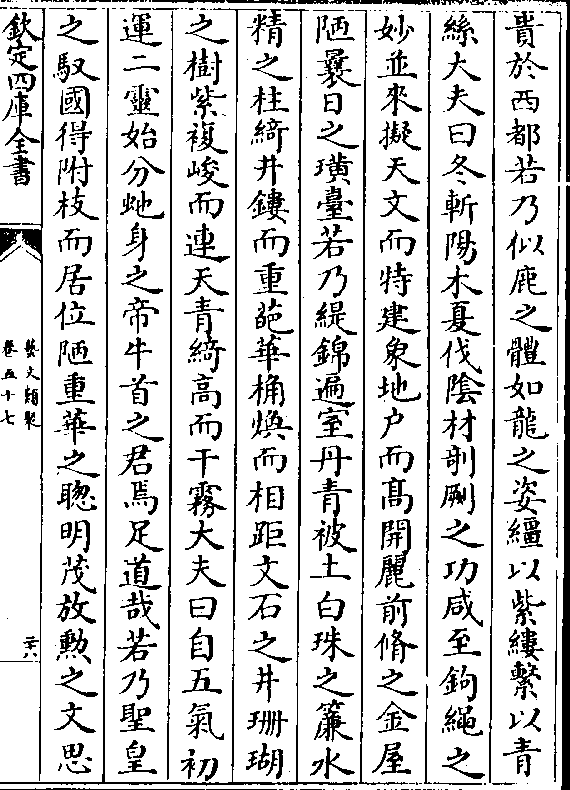 貴於西都若乃似鹿之體如龍之姿繮以紫縷繫以青
絲大夫曰冬斬陽木夏伐陰材剞劂之功咸至鉤繩之
妙並來擬天文而特建象地户而髙開麗前脩之金屋
陋曩日之璜臺若乃緹錦遍室丹青被土白珠之簾水
精之柱綺井鏤而重葩華桷煥而相距文石之井珊瑚
之樹紫複峻而連天青綺高而干霧大夫曰自五氣初
運二靈始分虵身之帝牛首之君焉足道哉若乃聖皇
之馭國得附枝而居位陋重華之聰明茂放勲之文思
欽定四庫全書
藝文類聚
卷五十七
二十八